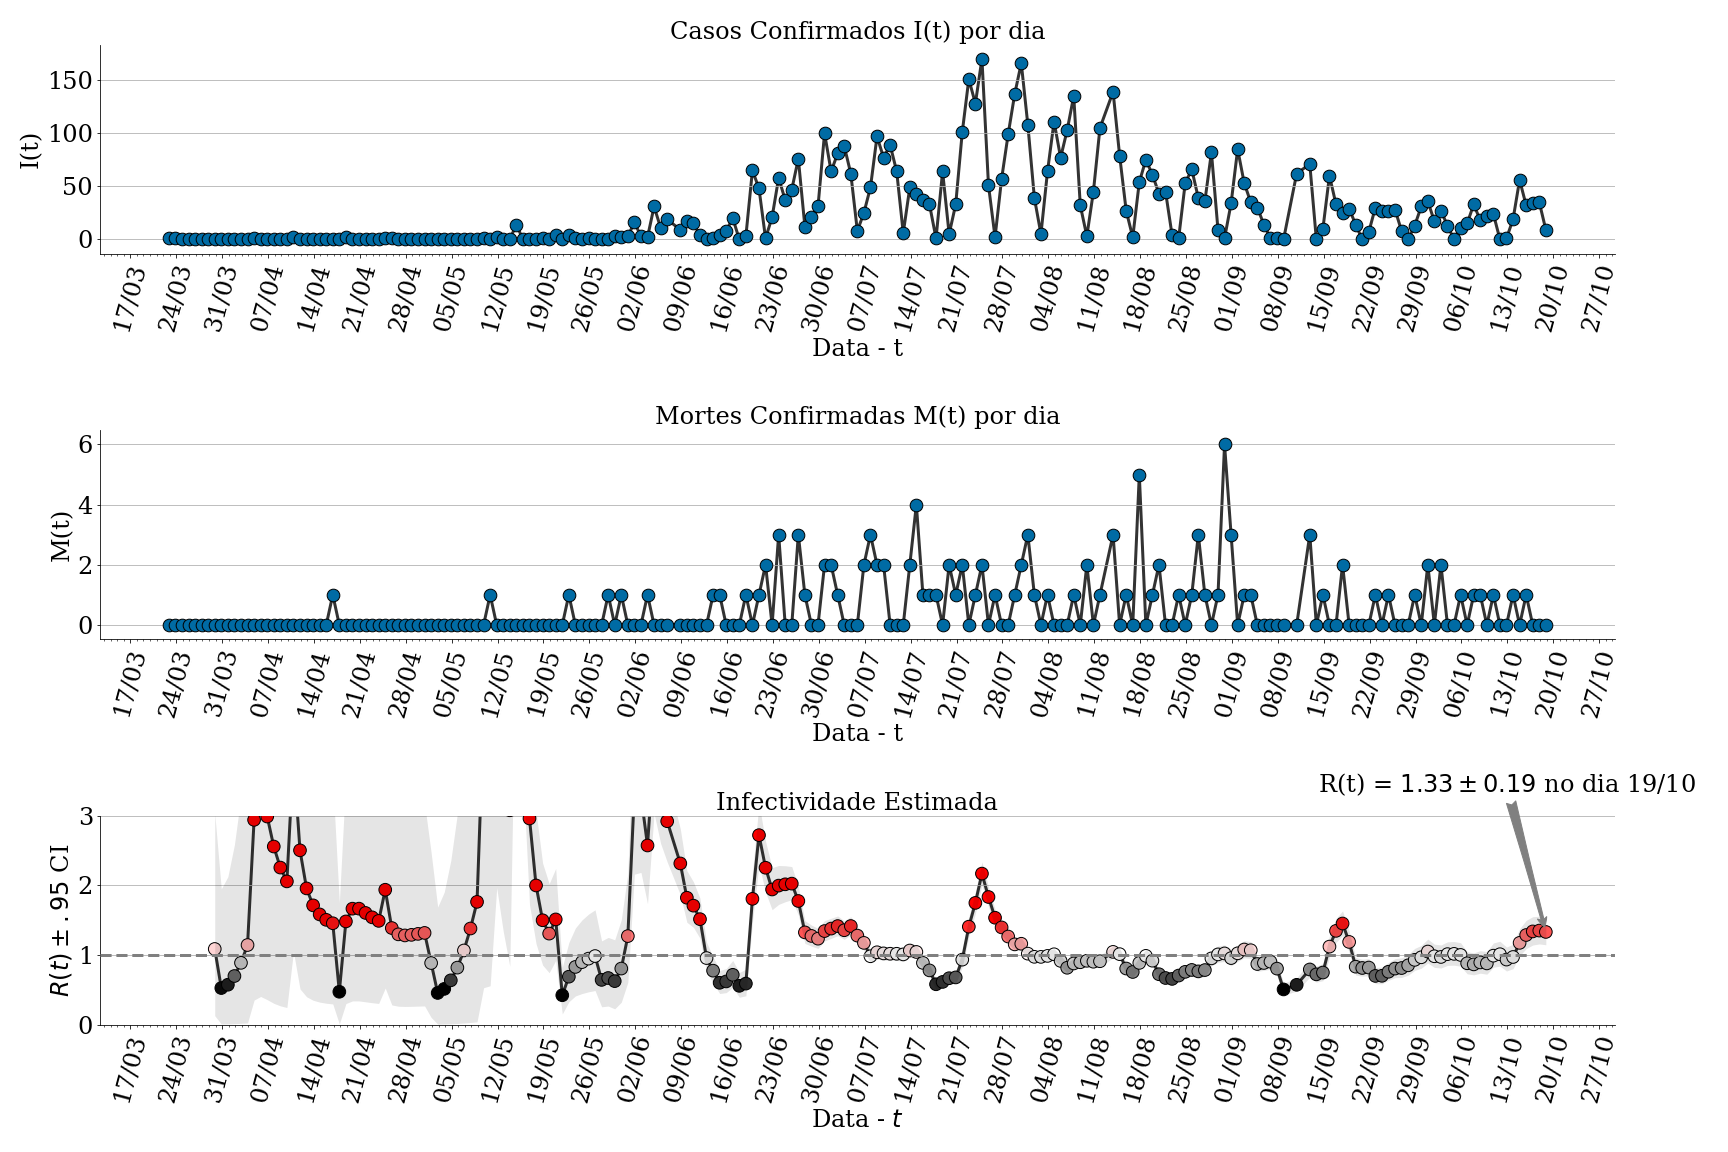 Casos Confirmados I(t) por dia
I(t)
150
100
50
0
17/03 24/03 31/03 07/04 14/04 21/04 28/04 05/05 12/05 19/05 26/05 02/06 09/06 16/06 23/06 30/06 07/07 14/07 21/07 28/07 04/08 11/08 18/08 25/08 01/09 08/09 15/09 22/09 29/09 06/10 13/10 20/10 27/10
Data - t
Mortes Confirmadas M(t) por dia
M(t)
6
4
2
0
17/03 24/03 31/03 07/04 14/04 21/04 28/04 05/05 12/05 19/05 26/05 02/06 09/06 16/06 23/06 30/06 07/07 14/07 21/07 28/07 04/08 11/08 18/08 25/08 01/09 08/09 15/09 22/09 29/09 06/10 13/10 20/10 27/10
Data - t
R(t) = 1.33 ± 0.19 no dia 19/10
Infectividade Estimada
R(t) ± .95 CI
3
2
1
0
17/03 24/03 31/03 07/04 14/04 21/04 28/04 05/05 12/05 19/05 26/05 02/06 09/06 16/06 23/06 30/06 07/07 14/07 21/07 28/07 04/08 11/08 18/08 25/08 01/09 08/09 15/09 22/09 29/09 06/10 13/10 20/10 27/10
Data - t